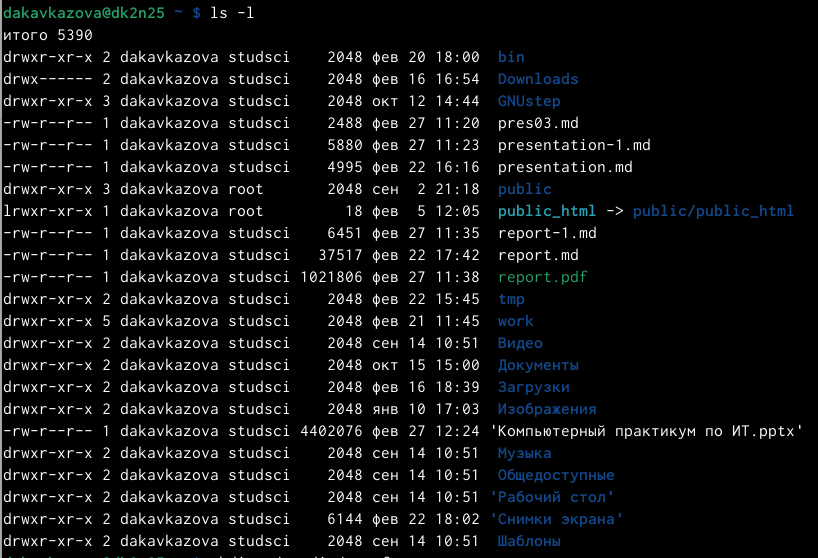 dakavkazova@dk2n25 ~ $ ls -l
итого 5390
drwxr-xr-x 2 dakavkazova studsci    2048 фев 20 18:00  bin
drwx------ 2 dakavkazova studsci    2048 фев 16 16:54  Downloads
drwxr-xr-x 3 dakavkazova studsci    2048 окт 12 14:44  GNUstep
-rw-r--r-- 1 dakavkazova studsci    2488 фев 27 11:20  pres03.md
-rw-r--r-- 1 dakavkazova studsci    5880 фев 27 11:23  presentation-1.md
-rw-r--r-- 1 dakavkazova studsci    4995 фев 22 16:16  presentation.md
drwxr-xr-x 3 dakavkazova root       2048 сен  2 21:18  public
lrwxr-xr-x 1 dakavkazova root         18 фев  5 12:05  public_html -> public/public_html
-rw-r--r-- 1 dakavkazova studsci    6451 фев 27 11:35  report-1.md
-rw-r--r-- 1 dakavkazova studsci   37517 фев 22 17:42  report.md
-rw-r--r-- 1 dakavkazova studsci 1021806 фев 27 11:38  report.pdf
drwxr-xr-x 2 dakavkazova studsci    2048 фев 22 15:45  tmp
drwxr-xr-x 5 dakavkazova studsci    2048 фев 21 11:45  work
drwxr-xr-x 2 dakavkazova studsci    2048 сен 14 10:51  Видео
drwxr-xr-x 2 dakavkazova studsci    2048 окт 15 15:00  Документы
drwxr-xr-x 2 dakavkazova studsci    2048 фев 16 18:39  Загрузки
drwxr-xr-x 2 dakavkazova studsci    2048 янв 10 17:03  Изображения
-rw-r--r-- 1 dakavkazova studsci 4402076 фев 27 12:24 'Компьютерный практикум по ИТ.pptx'
drwxr-xr-x 2 dakavkazova studsci    2048 сен 14 10:51  Музыка
drwxr-xr-x 2 dakavkazova studsci    2048 сен 14 10:51  Общедоступные
drwxr-xr-x 2 dakavkazova studsci    2048 сен 14 10:51 'Рабочий стол'
drwxr-xr-x 2 dakavkazova studsci    6144 фев 22 18:02 'Снимки экрана'
drwxr-xr-x 2 dakavkazova studsci    2048 сен 14 10:51  Шаблоны